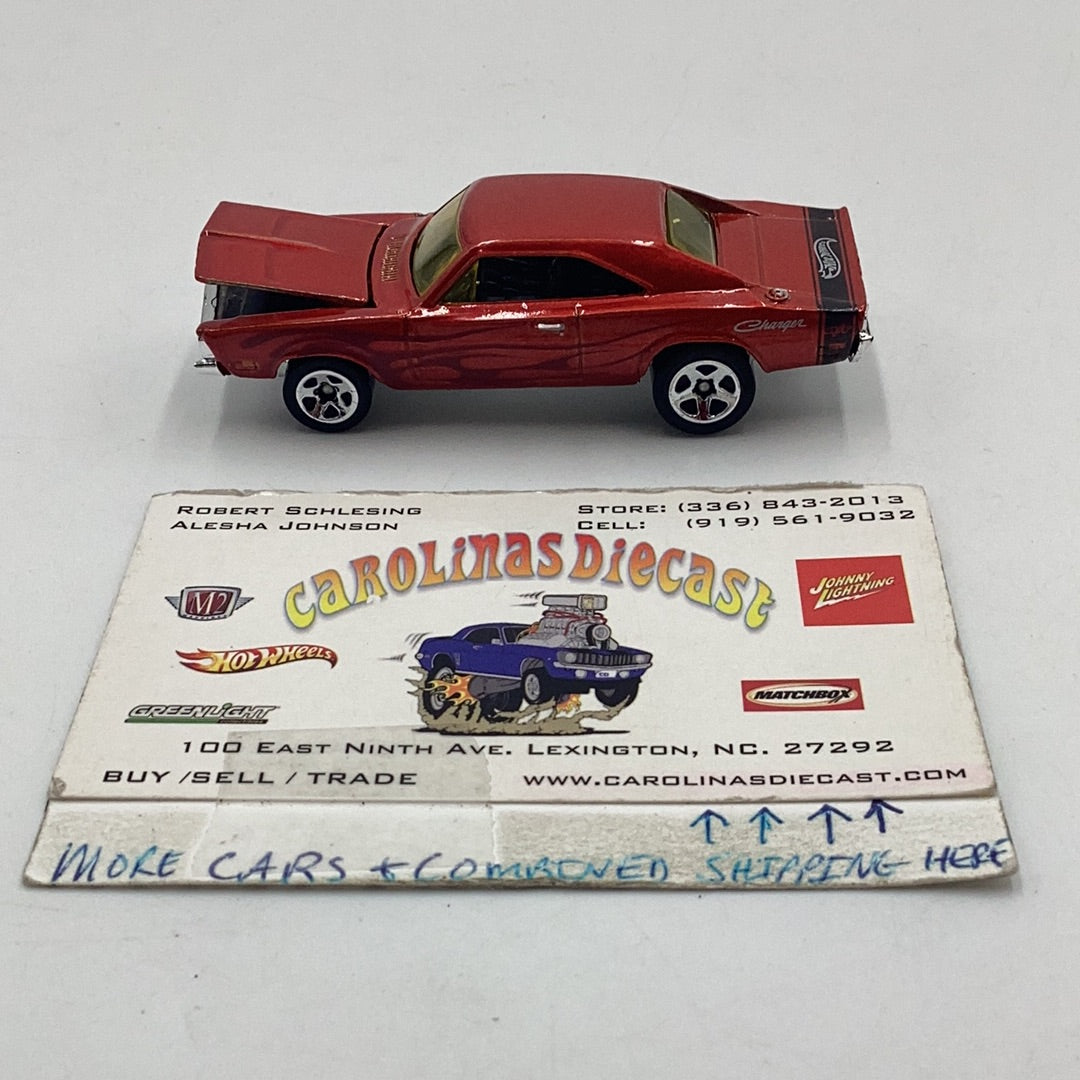 Charger
ROBERT SCHLESING
ALESHA JOHNSON
STORE: (336) 843-2013
CELL: (919) 561-9032
CAROLINAS DIECAST
M2
JOHNNY LIGHTNING
HOT WHEELS
GREENLIGHT
MATCHBOX
100 EAST NINTH AVE. LEXINGTON, NC. 27292
BUY /SELL / TRADE
WWW.CAROLINASDIECAST.COM
MORE CARS + COMBINED SHIPPING HERE